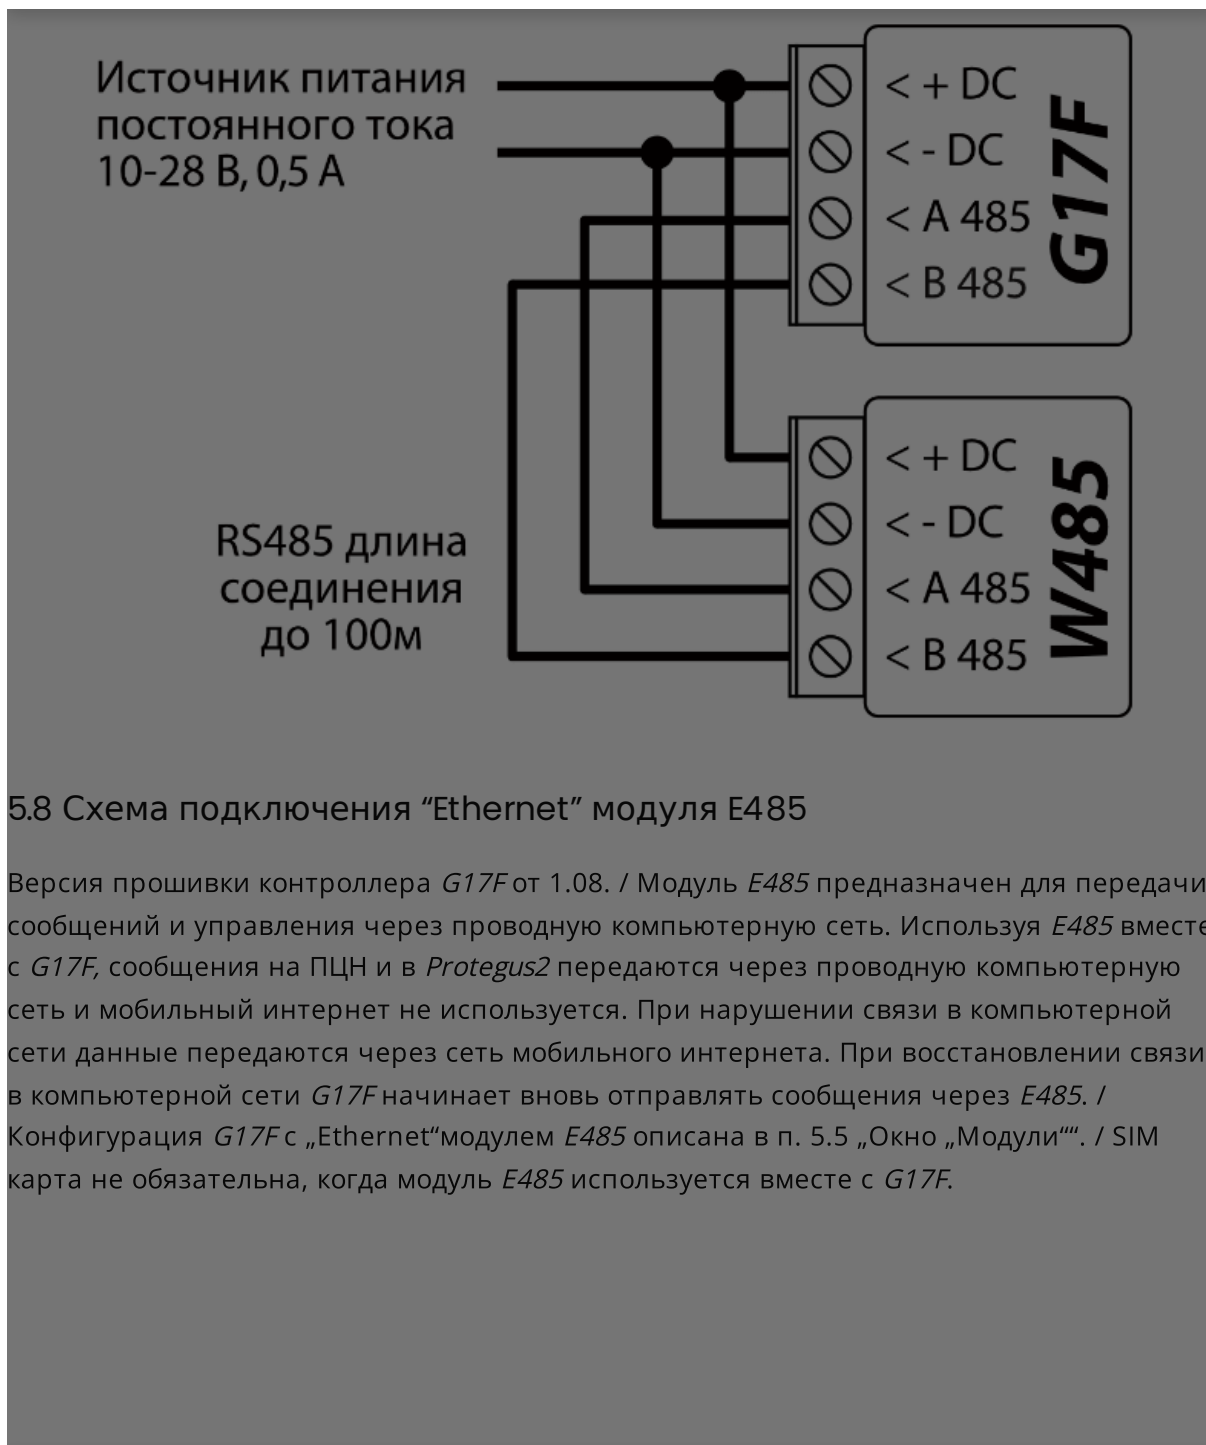 Источник питания
постоянного тока
10-28 В, 0,5 А
< + DC
< - DC
< A 485
< B 485
G17F
< + DC
< - DC
< A 485
< B 485
W485
RS485 длина
соединения
до 100м
5.8 Схема подключения “Ethernet” модуля E485
Версия прошивки контроллера G17F от 1.08. / Модуль E485 предназначен для передачи
сообщений и управления через проводную компьютерную сеть. Используя E485 вместе
с G17F, сообщения на ПЦН и в Protegus2 передаются через проводную компьютерную
сеть и мобильный интернет не используется. При нарушении связи в компьютерной
сети данные передаются через сеть мобильного интернета. При восстановлении связи
в компьютерной сети G17F начинает вновь отправлять сообщения через E485. /
Конфигурация G17F с „Ethernet“модулем E485 описана в п. 5.5 „Окно „Модули““. / SIM
карта не обязательна, когда модуль E485 используется вместе с G17F.